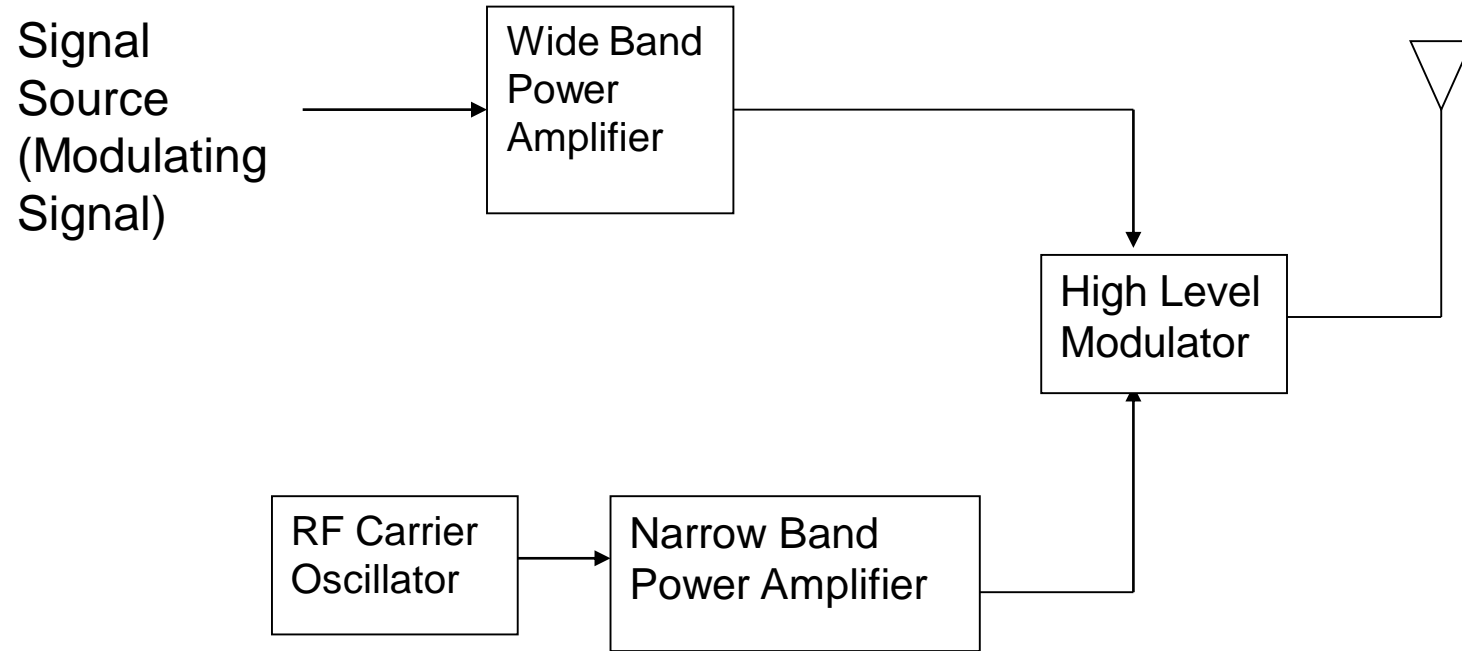 Signal
Source
(Modulating
Signal)
Wide Band
Power
Amplifier
High Level
Modulator
RF Carrier
Oscillator
Narrow Band
Power Amplifier